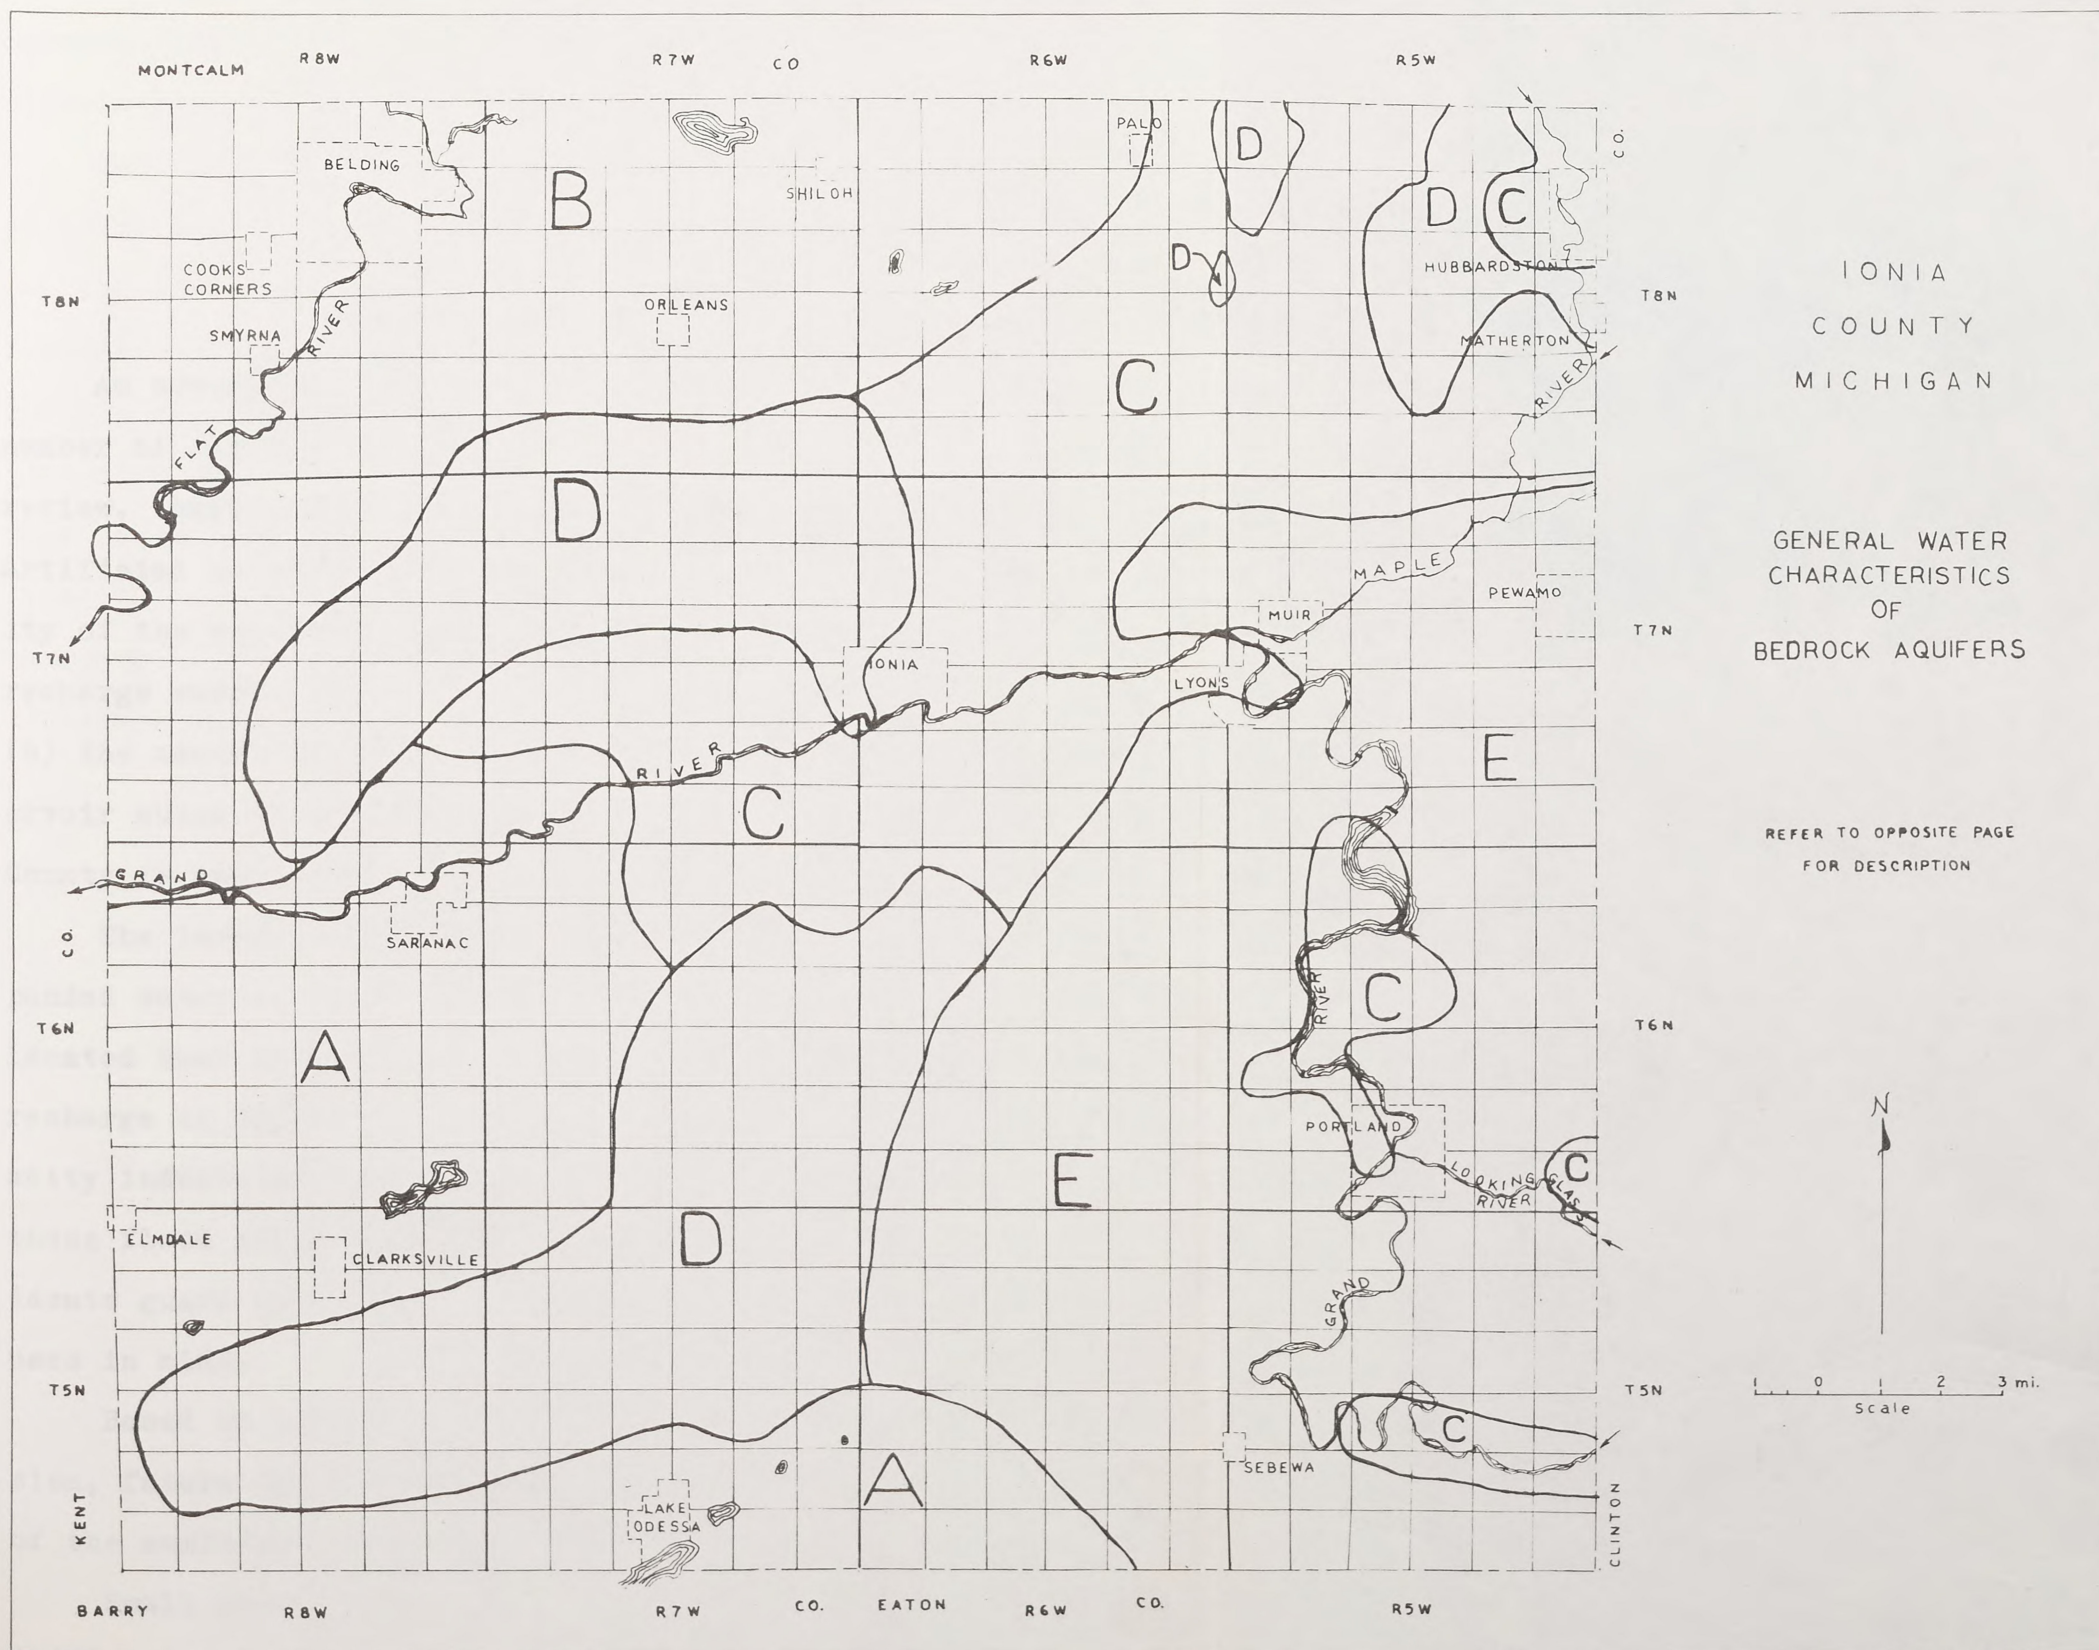 MONTCALM
R8W
R7W
CO
R6W
R5W
CO.
PALO
D
BELDING
B
SHILOH
D
C
COOKS
CORNERS
D
HUBBARDSTON
ORLEANS
T8N
T8N
SMYRNA
RIVER
MATHERTON
RIVER
C
FLAT
D
MAPLE
PEWAMO
MUIR
T7N
T7N
IONIA
LYONS
RIVER
E
C
GRAND
SARANAC
CO.
RIVER
C
T6N
T6N
A
PORTLAND
LOOKING
GLASS
RIVER
C
E
ELMDALE
D
CLARKSVILLE
GRAND
T5N
T5N
C
SEBEWA
A
LAKE
ODESSA
KENT
CLINTON
BARRY
R8W
R7W
CO.
EATON
R6W
CO.
R5W
IONIA
COUNTY
MICHIGAN
GENERAL WATER
CHARACTERISTICS
OF
BEDROCK AQUIFERS
REFER TO OPPOSITE PAGE
FOR DESCRIPTION
N
1 0 1 2 3 mi.
Scale